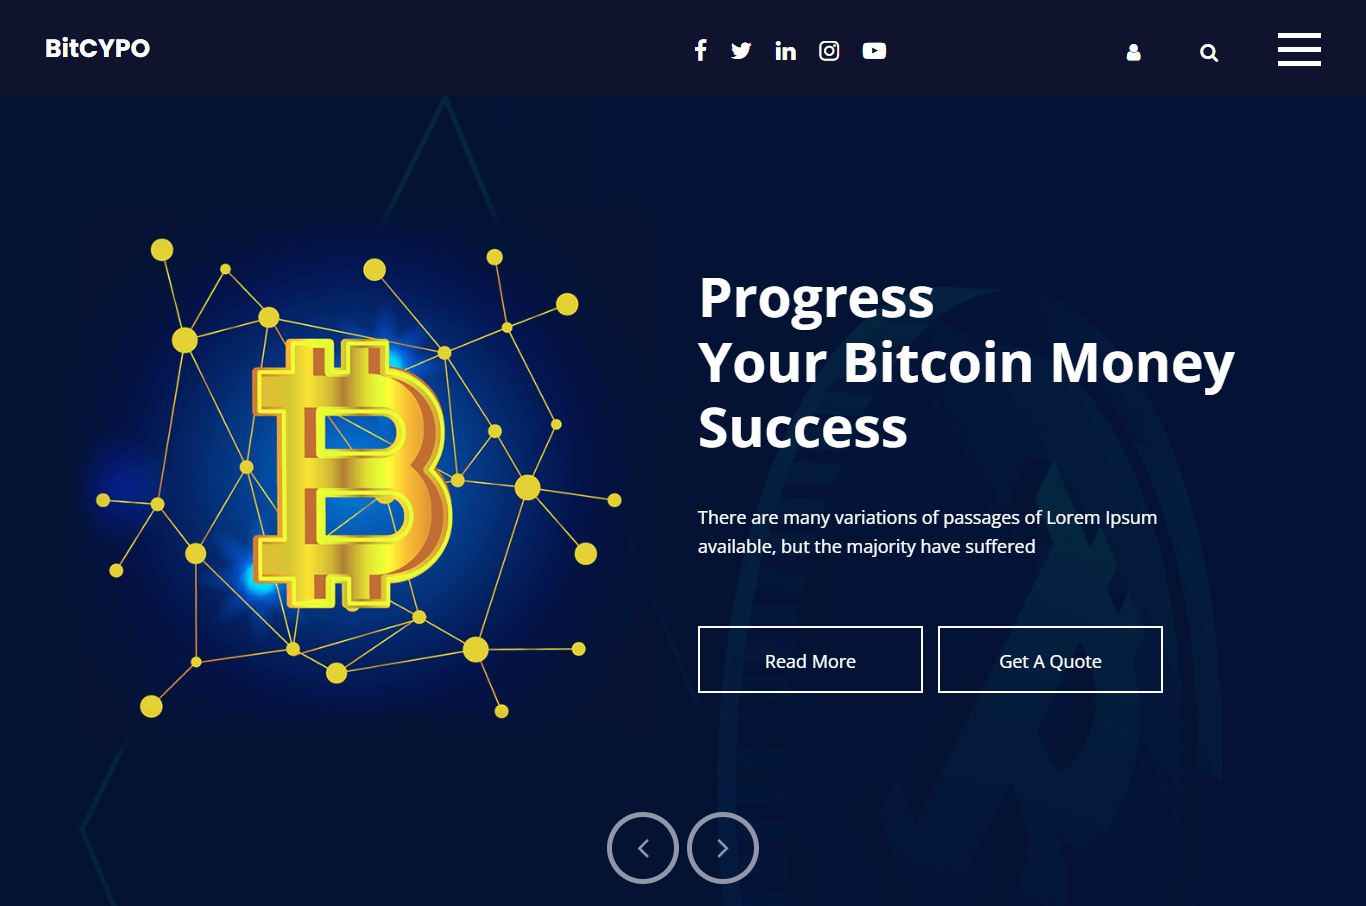 BitCYPO
Progress
Your Bitcoin Money
Success
There are many variations of passages of Lorem Ipsum
available, but the majority have suffered
Read More
Get A Quote